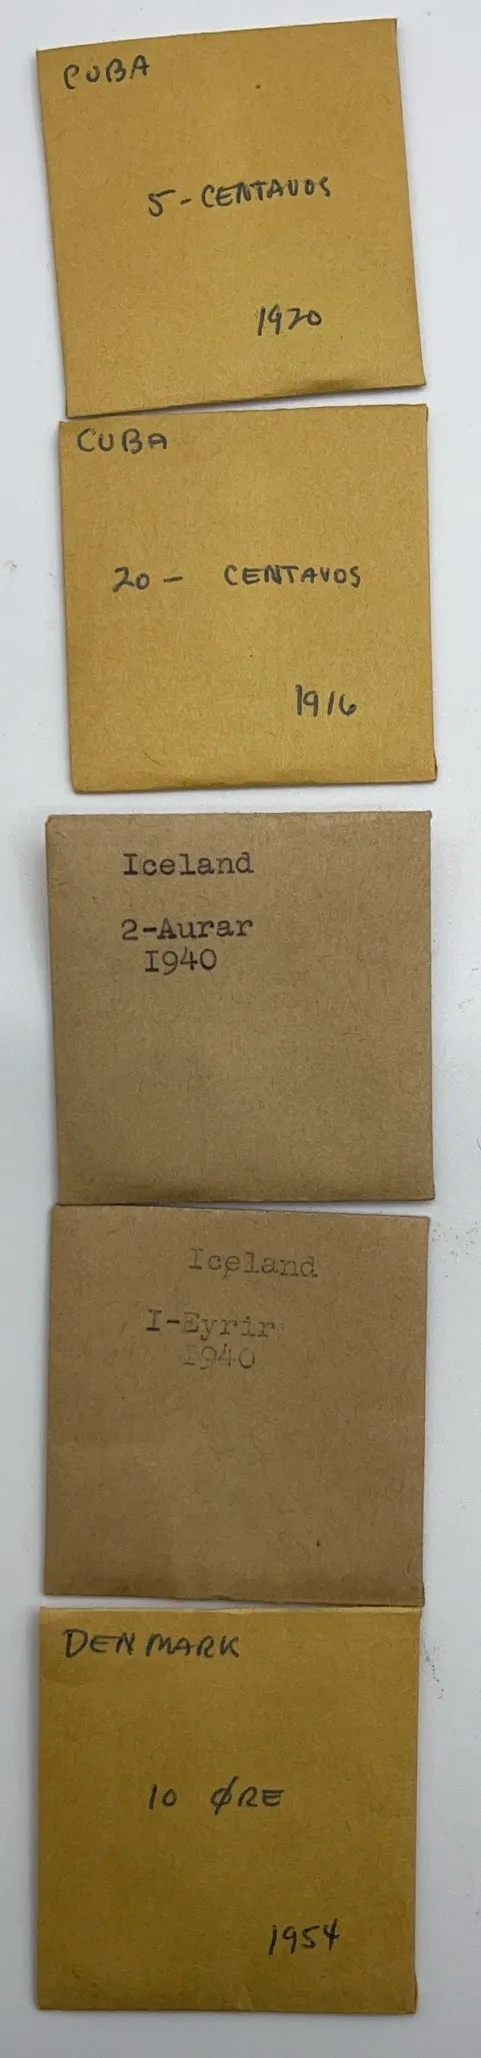 CUBA
5-CENTAVOS
1920
CUBA
20- CENTAVOS
1916
Iceland
2-Aurar
I940
Iceland
I-Eyrir
I940
DENMARK
10 ØRE
1954